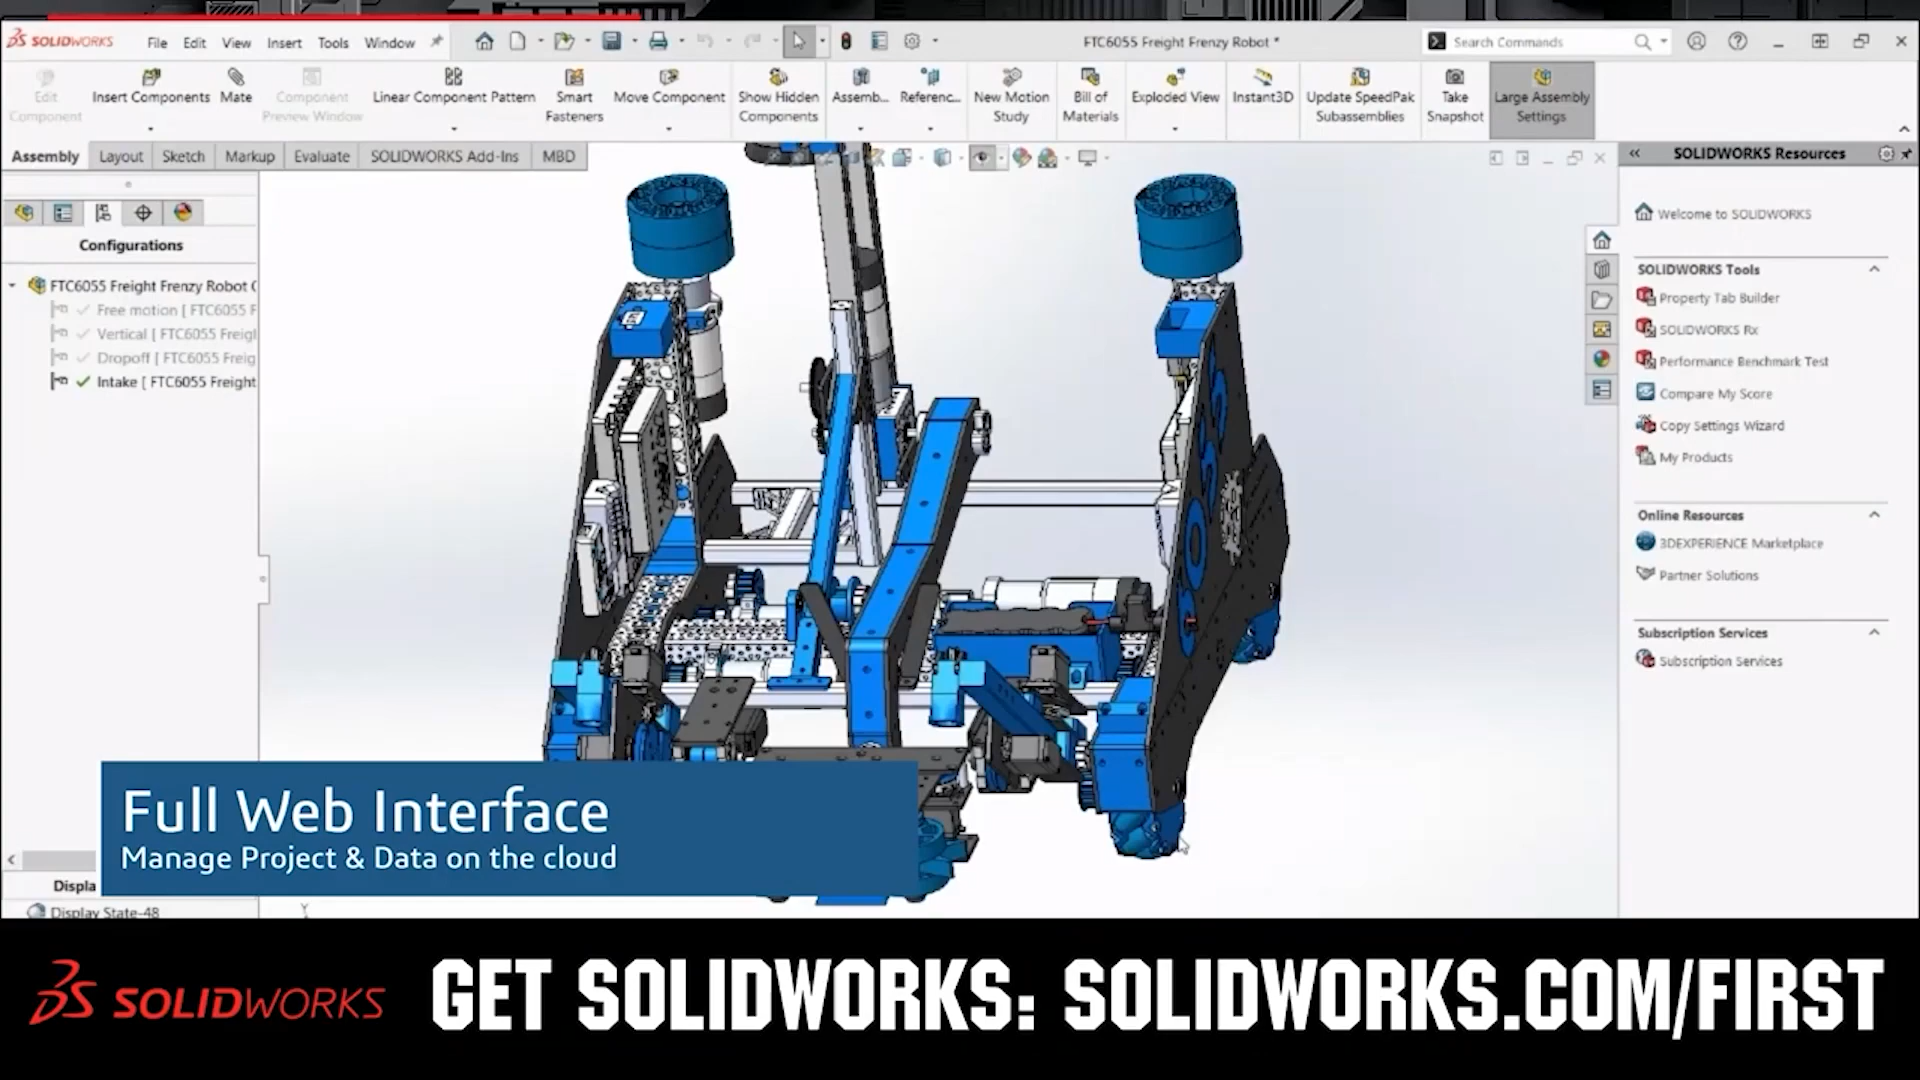 SOLIDWORKS
File Edit View Insert Tools Window
FTC6055 Freight Frenzy Robot *
Search Commands
Edit Component
Insert Components
Mate
Component Preview Window
Linear Component Pattern
Smart Fasteners
Move Component
Show Hidden Components
Assemb...
Referenc...
New Motion Study
Bill of Materials
Exploded View
Instant3D
Update SpeedPak Subassemblies
Take Snapshot
Large Assembly Settings
Assembly Layout Sketch Markup Evaluate SOLIDWORKS Add-Ins MBD
Configurations
FTC6055 Freight Frenzy Robot (
Free motion [ FTC6055 F
Vertical [ FTC6055 Freigl
Dropoff [ FTC6055 Freig
Intake [ FTC6055 Freight
Displa
Display State-48
SOLIDWORKS Resources
Welcome to SOLIDWORKS
SOLIDWORKS Tools
Property Tab Builder
SOLIDWORKS Rx
Performance Benchmark Test
Compare My Score
Copy Settings Wizard
My Products
Online Resources
3DEXPERIENCE Marketplace
Partner Solutions
Subscription Services
Subscription Services
Full Web Interface
Manage Project & Data on the cloud
SOLIDWORKS
GET SOLIDWORKS: SOLIDWORKS.COM/FIRST